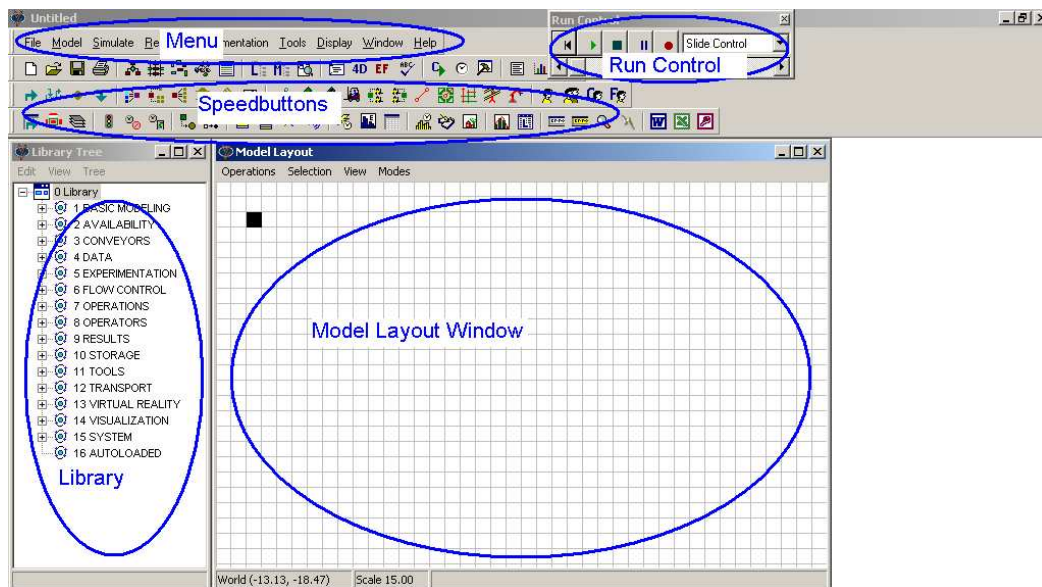 Untitled
Run Control
File Model Simulate Menu mentation Tools Display Window Help
Slide Control
Run Control
4D EF
Speedbuttons
Library Tree
Model Layout
Edit View Tree
Operations Selection View Modes
0 Library
1 BASIC MODELING
2 AVAILABILITY
3 CONVEYORS
4 DATA
5 EXPERIMENTATION
6 FLOW CONTROL
7 OPERATIONS
8 OPERATORS
9 RESULTS
10 STORAGE
11 TOOLS
12 TRANSPORT
13 VIRTUAL REALITY
14 VISUALIZATION
15 SYSTEM
16 AUTOLOADED
Library
Model Layout Window
World (-13.13, -18.47) Scale 15.00